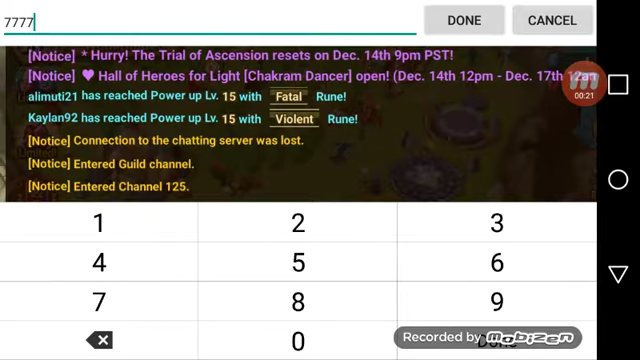 7777
DONE CANCEL
[Notice] * Hurry! The Trial of Ascension resets on Dec. 14th 9pm PST!
[Notice] ♥ Hall of Heroes for Light [Chakram Dancer] open! (Dec. 14th 12pm - Dec. 17th 12am
00:21
alimuti21 has reached Power up Lv. 15 with Fatal Rune!
Kaylan92 has reached Power up Lv. 15 with Violent Rune!
[Notice] Connection to the chatting server was lost.
[Notice] Entered Guild channel.
[Notice] Entered Channel 125.
1 2 3
4 5 6
7 8 9
0
Recorded by Mobizen